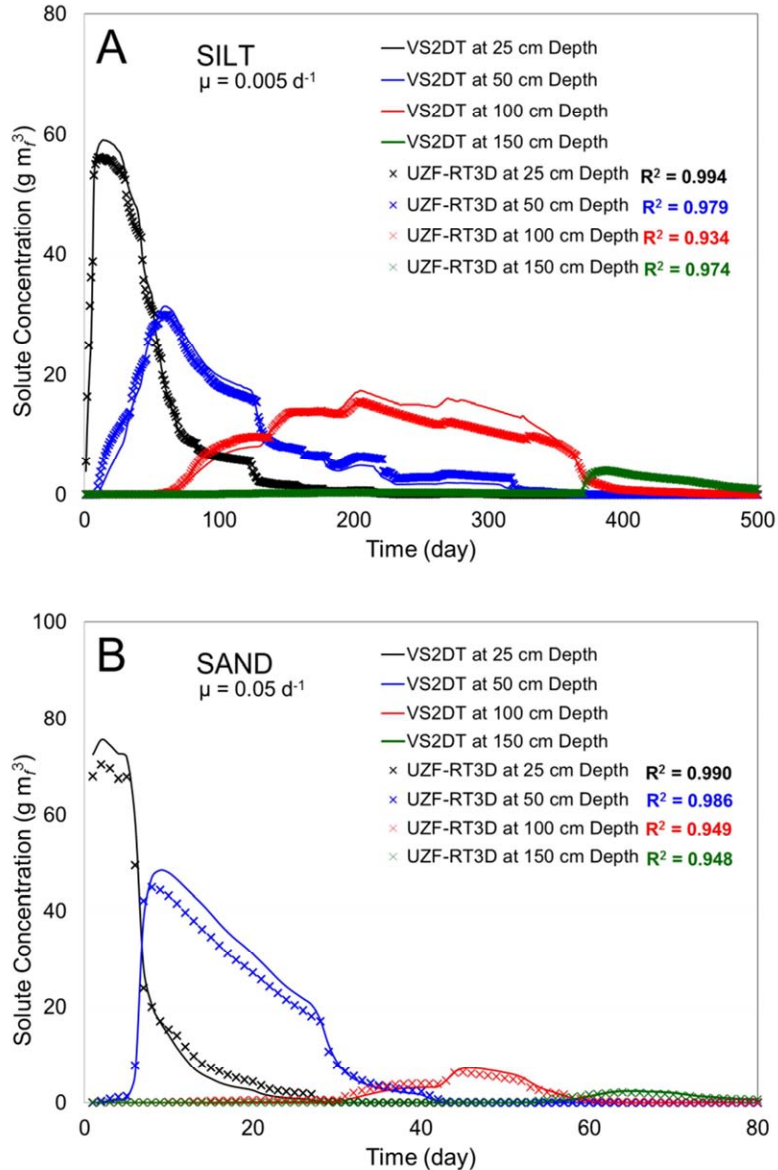 80
A
SILT
μ = 0.005 d⁻¹
VS2DT at 25 cm Depth
VS2DT at 50 cm Depth
VS2DT at 100 cm Depth
VS2DT at 150 cm Depth
UZF-RT3D at 25 cm Depth R² = 0.994
UZF-RT3D at 50 cm Depth R² = 0.979
UZF-RT3D at 100 cm Depth R² = 0.934
UZF-RT3D at 150 cm Depth R² = 0.974
60
40
20
0
Solute Concentration (g m_f³)
0 100 200 300 400 500
Time (day)
100
B
SAND
μ = 0.05 d⁻¹
VS2DT at 25 cm Depth
VS2DT at 50 cm Depth
VS2DT at 100 cm Depth
VS2DT at 150 cm Depth
UZF-RT3D at 25 cm Depth R² = 0.990
UZF-RT3D at 50 cm Depth R² = 0.986
UZF-RT3D at 100 cm Depth R² = 0.949
UZF-RT3D at 150 cm Depth R² = 0.948
80
60
40
20
0
Solute Concentration (g m_f³)
0 20 40 60 80
Time (day)